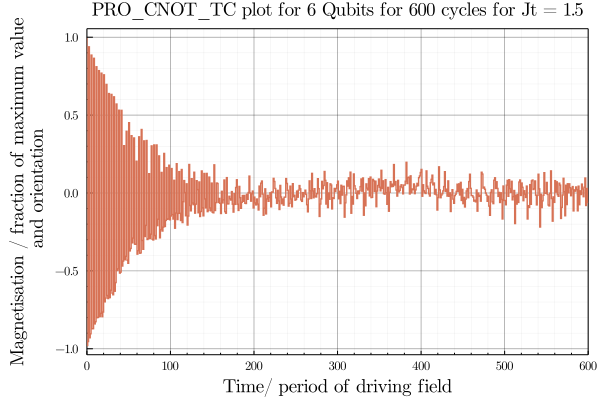 PRO_CNOT_TC plot for 6 Qubits for 600 cycles for Jt = 1.5
Magnetisation / fraction of maximum value
and orientation
1.0
0.5
0.0
−0.5
−1.0
0 100 200 300 400 500 600
Time/ period of driving field